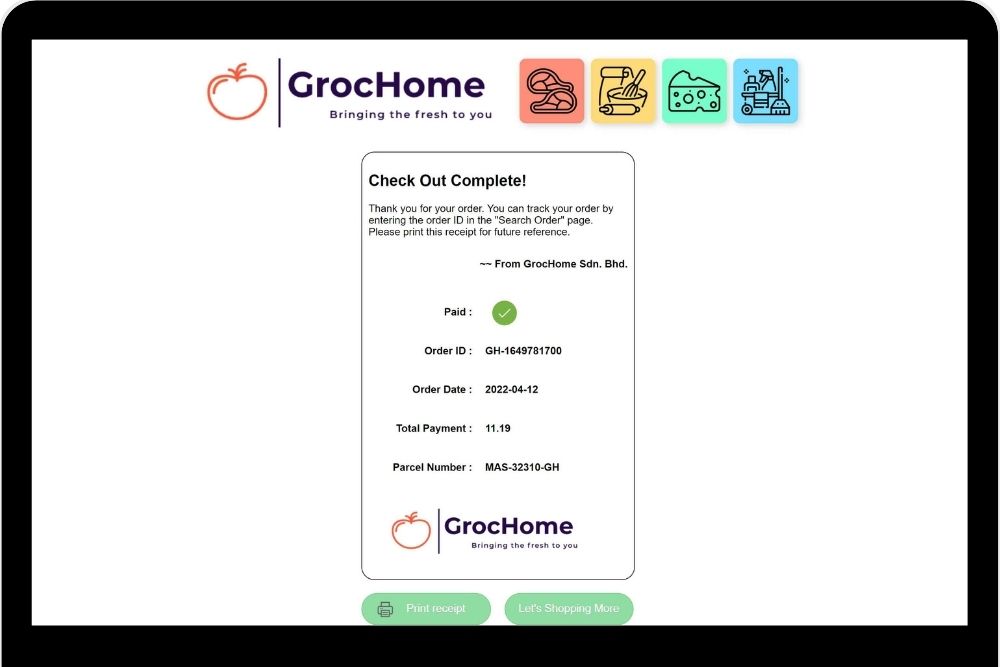 GrocHome
Bringing the fresh to you
Check Out Complete!
Thank you for your order. You can track your order by
entering the order ID in the "Search Order" page.
Please print this receipt for future reference.
~~ From GrocHome Sdn. Bhd.
Paid :
Order ID : GH-1649781700
Order Date : 2022-04-12
Total Payment : 11.19
Parcel Number : MAS-32310-GH
GrocHome
Bringing the fresh to you
Print receipt
Let's Shopping More